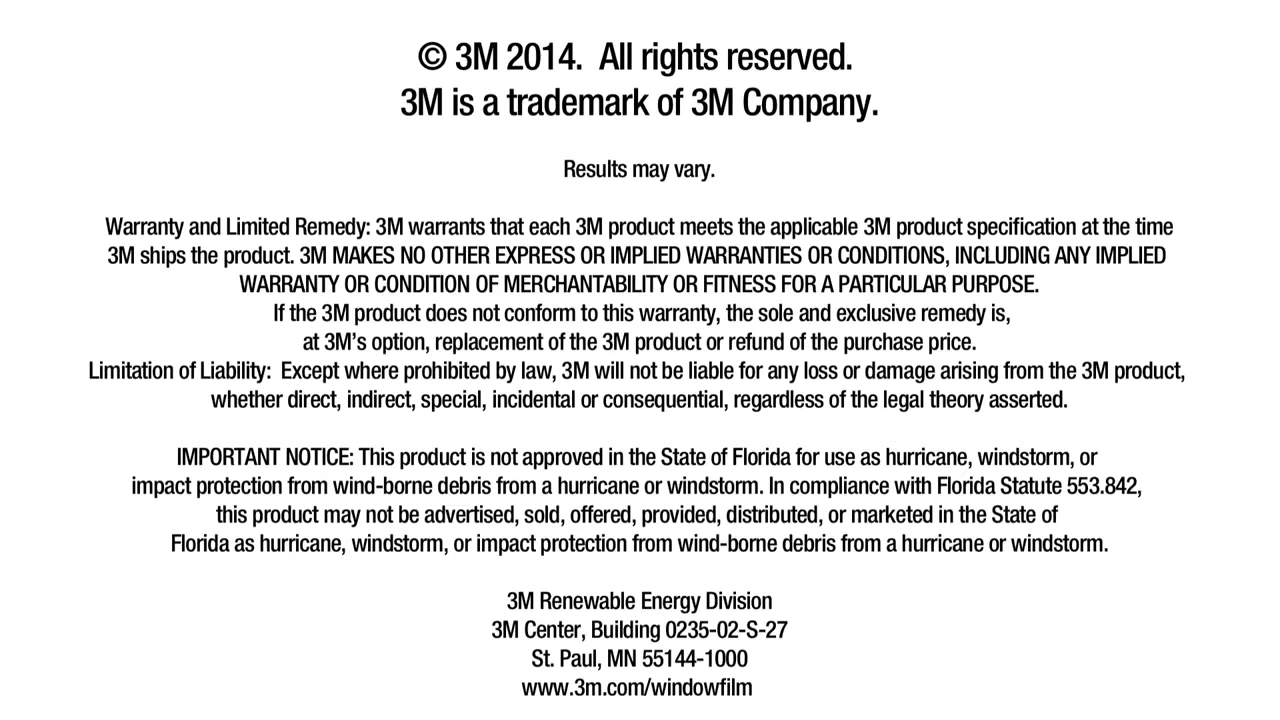 © 3M 2014.  All rights reserved.
3M is a trademark of 3M Company.
Results may vary.
Warranty and Limited Remedy: 3M warrants that each 3M product meets the applicable 3M product specification at the time
3M ships the product. 3M MAKES NO OTHER EXPRESS OR IMPLIED WARRANTIES OR CONDITIONS, INCLUDING ANY IMPLIED
WARRANTY OR CONDITION OF MERCHANTABILITY OR FITNESS FOR A PARTICULAR PURPOSE.
If the 3M product does not conform to this warranty, the sole and exclusive remedy is,
at 3M’s option, replacement of the 3M product or refund of the purchase price.
Limitation of Liability:  Except where prohibited by law, 3M will not be liable for any loss or damage arising from the 3M product,
whether direct, indirect, special, incidental or consequential, regardless of the legal theory asserted.
IMPORTANT NOTICE: This product is not approved in the State of Florida for use as hurricane, windstorm, or
impact protection from wind-borne debris from a hurricane or windstorm. In compliance with Florida Statute 553.842,
this product may not be advertised, sold, offered, provided, distributed, or marketed in the State of
Florida as hurricane, windstorm, or impact protection from wind-borne debris from a hurricane or windstorm.
3M Renewable Energy Division
3M Center, Building 0235-02-S-27
St. Paul, MN 55144-1000
www.3m.com/windowfilm